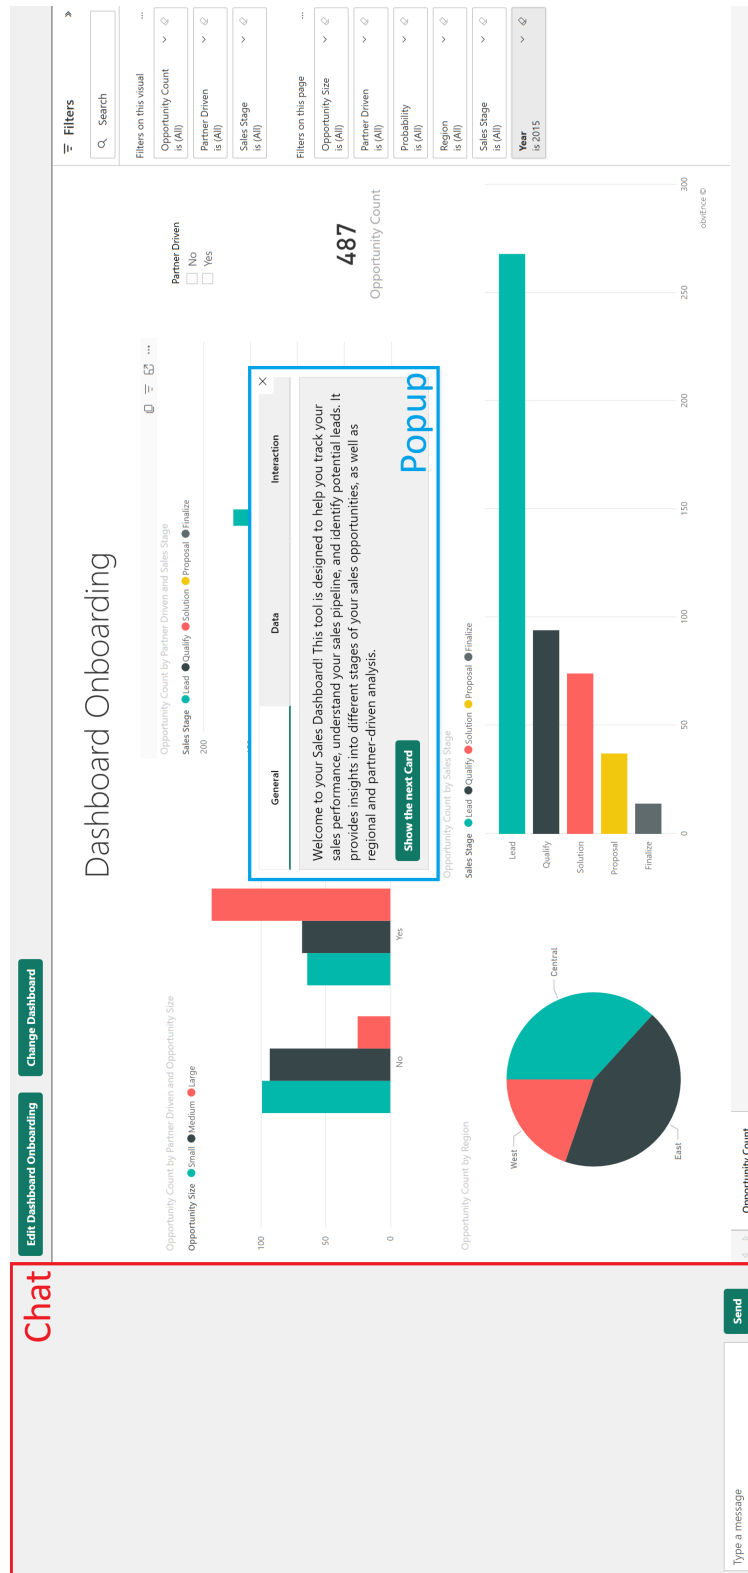 Chat
Type a message
Send
Edit Dashboard Onboarding
Change Dashboard
Dashboard Onboarding
Opportunity Count by Partner Driven and Opportunity Size
Opportunity Size Small Medium Large
100
50
0
No
Yes
Opportunity Count by Partner Driven and Sales Stage
Sales Stage Lead Qualify Solution Proposal Finalize
200
Partner Driven
No
Yes
487
Opportunity Count
General
Data
Interaction
Welcome to your Sales Dashboard! This tool is designed to help you track your
sales performance, understand your sales pipeline, and identify potential leads. It
provides insights into different stages of your sales opportunities, as well as
regional and partner-driven analysis.
Show the next Card
Popup
Opportunity Count by Region
West
Central
East
Opportunity Count by Sales Stage
Sales Stage Lead Qualify Solution Proposal Finalize
Lead
Qualify
Solution
Proposal
Finalize
0
50
100
150
200
250
300
obviEnce ©
Opportunity Count
Filters
Search
Filters on this visual
Opportunity Count
is (All)
Partner Driven
is (All)
Sales Stage
is (All)
Filters on this page
Opportunity Size
is (All)
Partner Driven
is (All)
Probability
is (All)
Region
is (All)
Sales Stage
is (All)
Year
is 2015